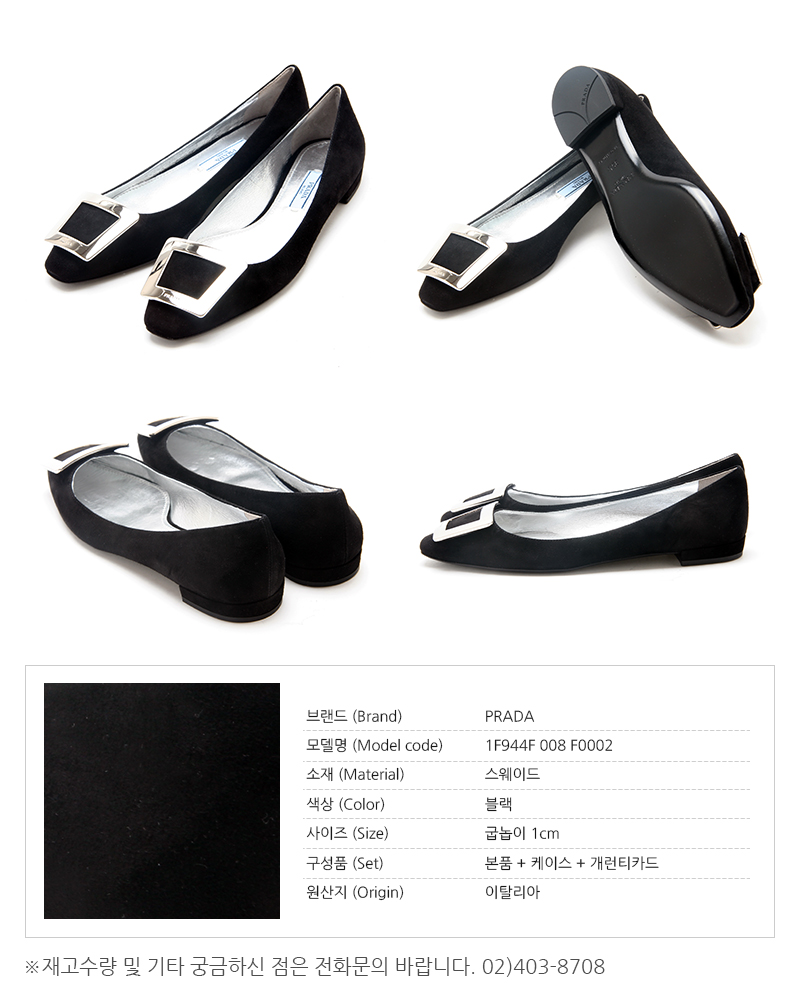 PRADA
PRADA
브랜드 (Brand) PRADA
모델명 (Model code) 1F944F 008 F0002
소재 (Material) 스웨이드
색상 (Color) 블랙
사이즈 (Size) 굽높이 1cm
구성품 (Set) 본품 + 케이스 + 개런티카드
원산지 (Origin) 이탈리아
※재고수량 및 기타 궁금하신 점은 전화문의 바랍니다. 02)403-8708